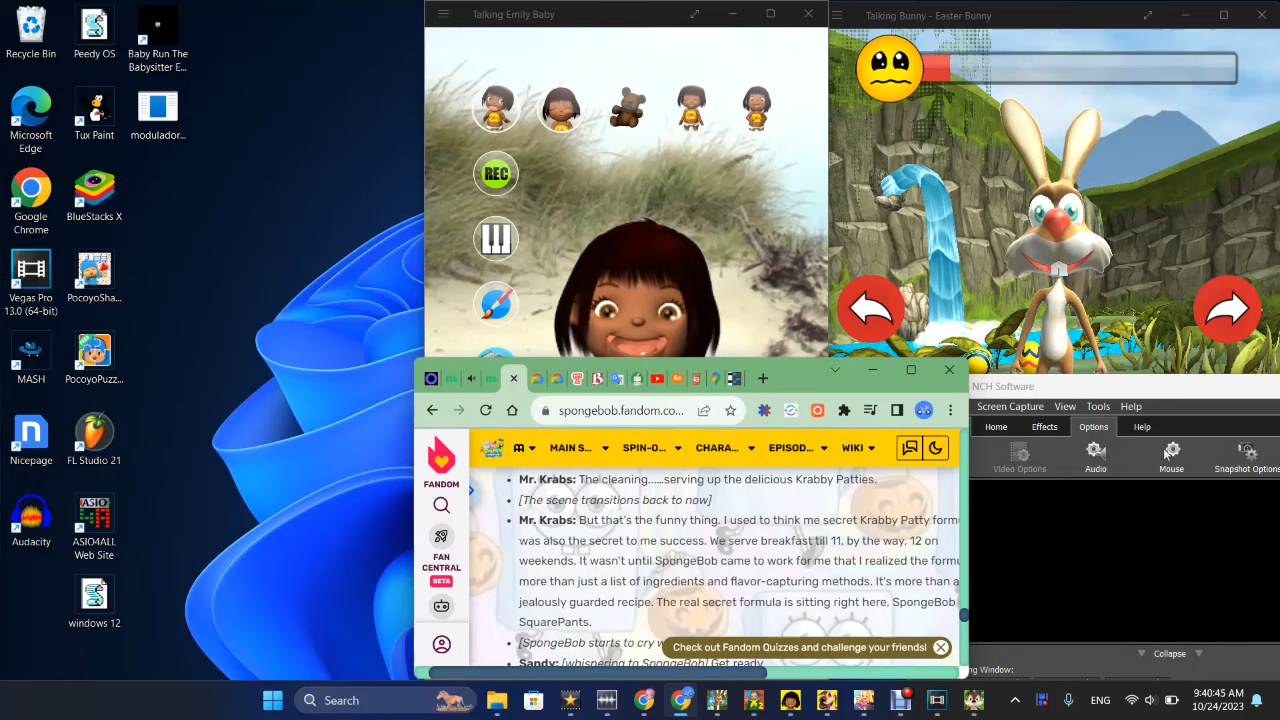 Recycle Bin
Peedy OS
Baby Run The
Babysitter E...
Microsoft
Edge
Tux Paint
modulador...
Google
Chrome
BlueStacks X
Vegas Pro
13.0 (64-bit)
PocoyoSha...
MASH
PocoyoPuzz...
Nicepage
FL Studio 21
Audacity
ASIO4ALL
Web Site
windows 12
Talking Emily Baby
REC
Talking Bunny - Easter Bunny
spongebob.fandom.co...
MAIN S...
SPIN-O...
CHARA...
EPISOD...
WIKI
FANDOM
FAN
CENTRAL
BETA
Mr. Krabs: The cleaning...…serving up the delicious Krabby Patties.
[The scene transitions back to now]
Mr. Krabs: But that's the funny thing. I used to think me secret Krabby Patty form
was also the secret to me success. We serve breakfast till 11, by the way, 12 on
weekends. It wasn't until SpongeBob came to work for me that I realized the formu
more than just a list of ingredients and flavor-capturing methods. It's more than a
jealously guarded recipe. The real secret formula is sitting right here, SpongeBob
SquarePants.
[SpongeBob starts to cry w
Sandy: [whispering to SpongeBob] Get ready
Check out Fandom Quizzes and challenge your friends!
NCH Software
Screen Capture View Tools Help
Home Effects Options Help
Video Options
Audio
Mouse
Snapshot Options
Collapse
ing Window:
Search
ENG
9:40:45 AM
10/24/2023